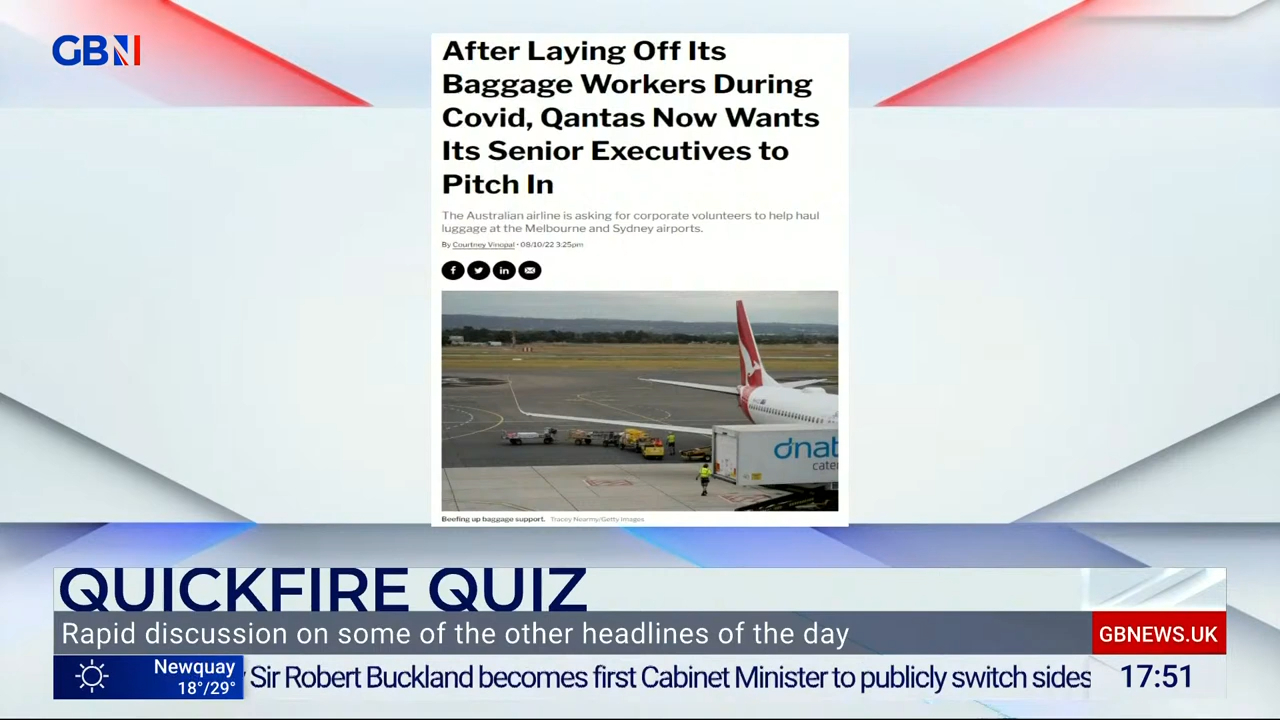 GBN
After Laying Off Its
Baggage Workers During
Covid, Qantas Now Wants
Its Senior Executives to
Pitch In
The Australian airline is asking for corporate volunteers to help haul
luggage at the Melbourne and Sydney airports.
By Courtney Vinopal · 08/10/22 3:25pm
dnat
cate
Beefing up baggage support. Tracey Nearmy/Getty Images
QUICKFIRE QUIZ
Rapid discussion on some of the other headlines of the day
GBNEWS.UK
Newquay
18°/29°
Sir Robert Buckland becomes first Cabinet Minister to publicly switch sides
17:51